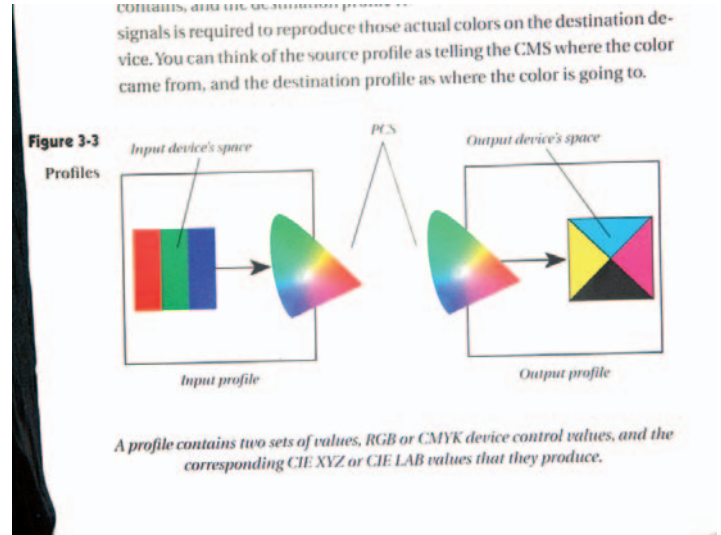 contains, and the destination
signals is required to reproduce those actual colors on the destination de-
vice. You can think of the source profile as telling the CMS where the color
came from, and the destination profile as where the color is going to.
Figure 3-3
Profiles
Input device's space
PCS
Output device's space
Input profile
Output profile
A profile contains two sets of values, RGB or CMYK device control values, and the
corresponding CIE XYZ or CIE LAB values that they produce.